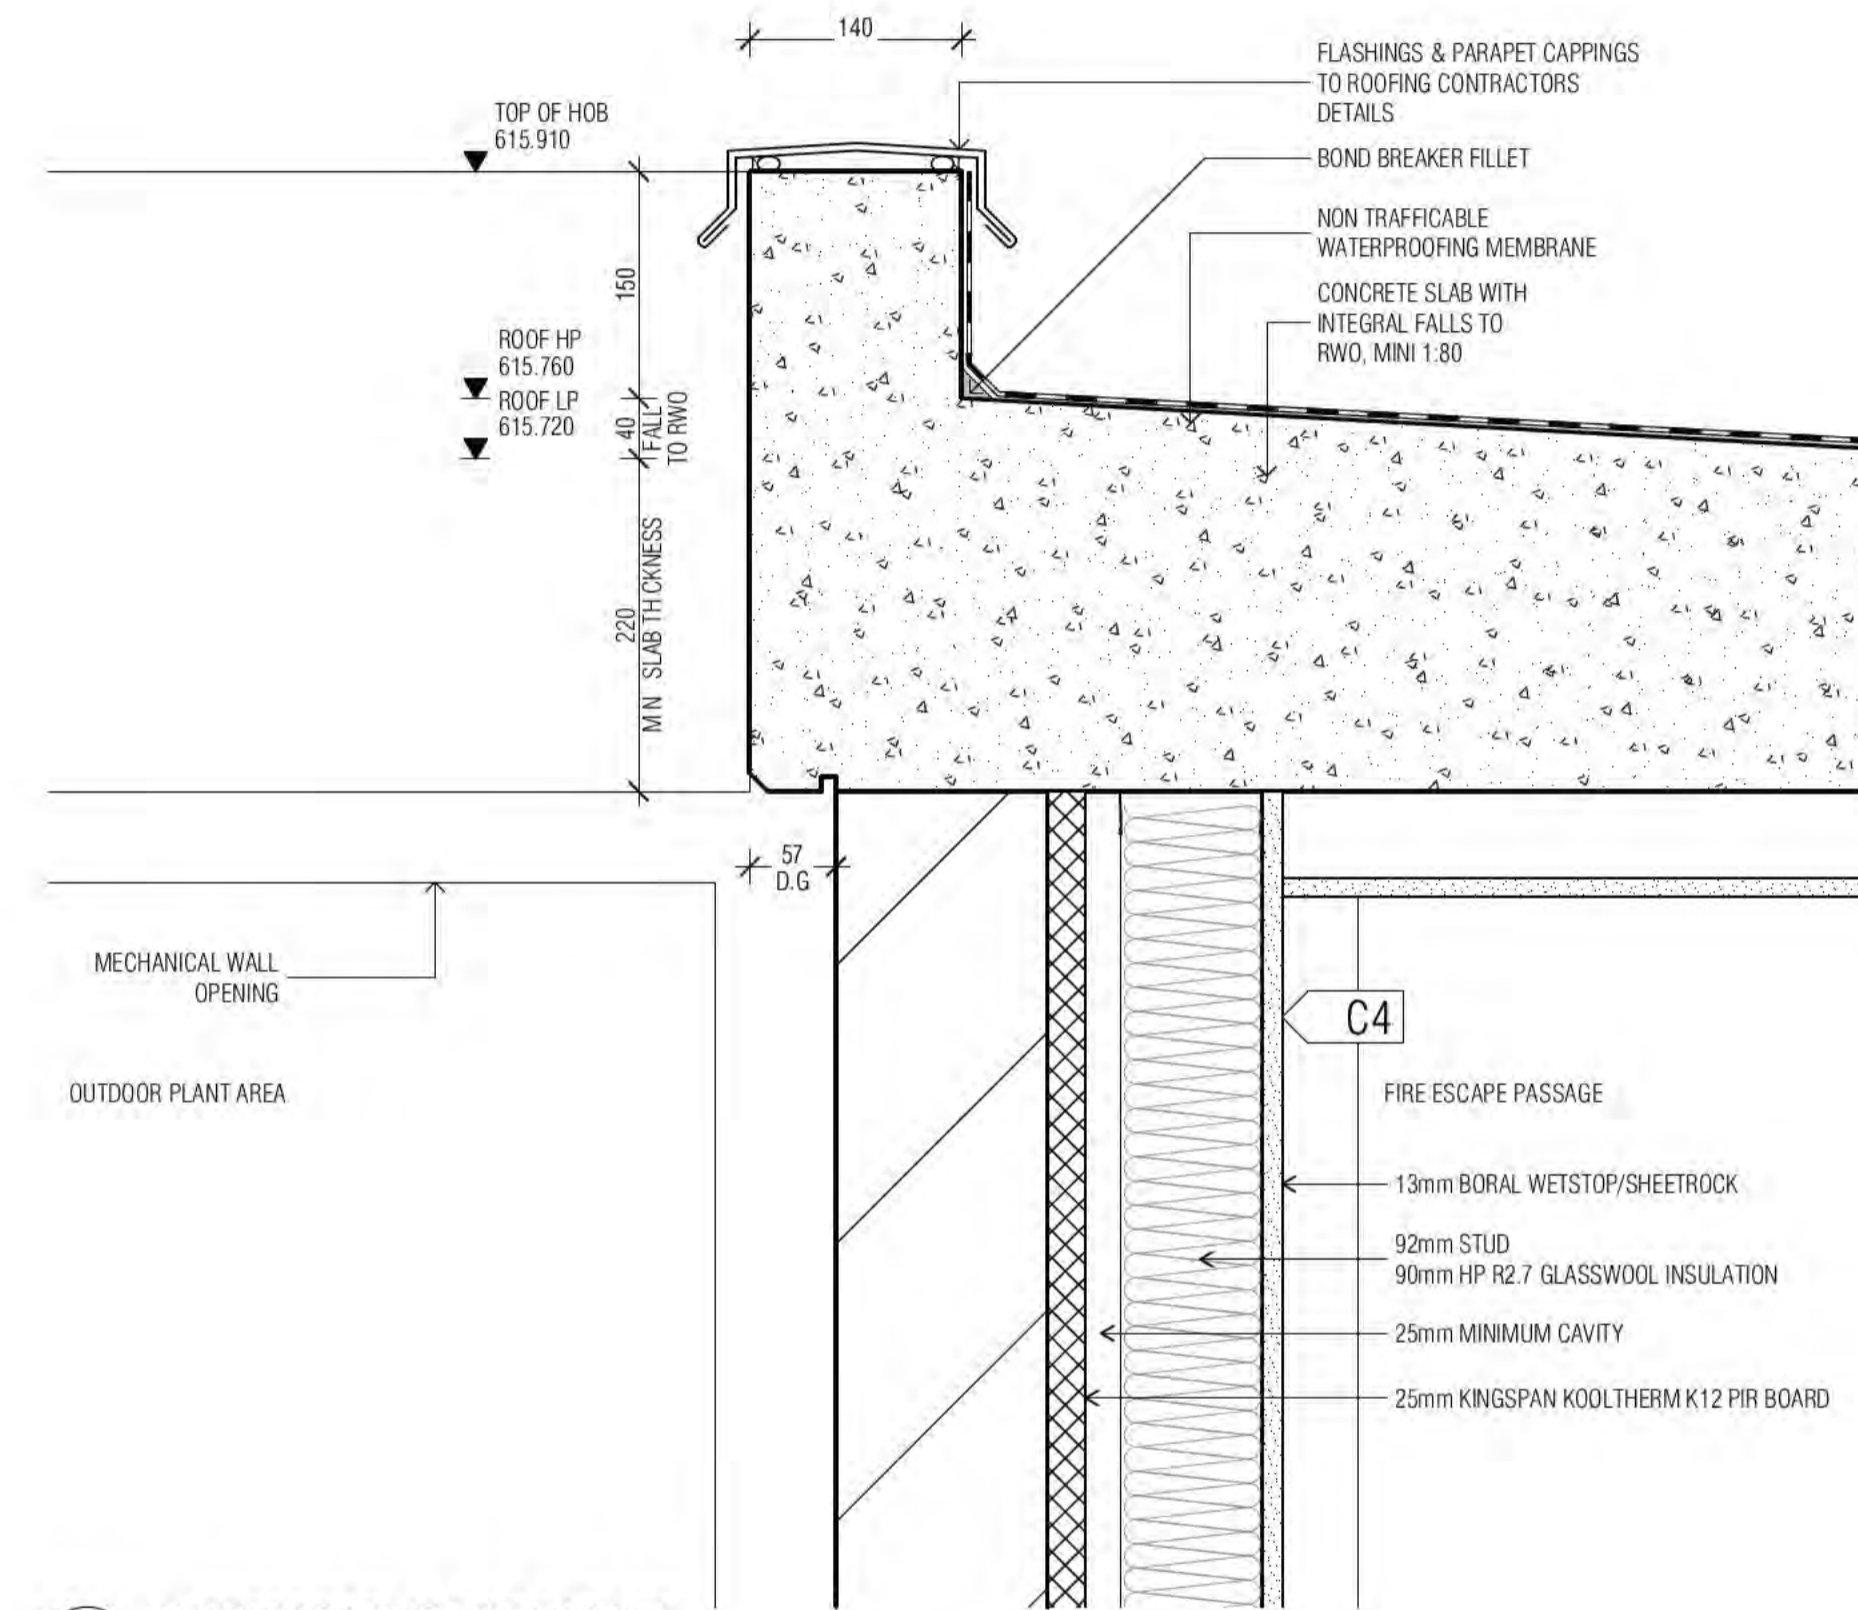 140
FLASHINGS & PARAPET CAPPINGS
TO ROOFING CONTRACTORS
DETAILS
BOND BREAKER FILLET
NON TRAFFICABLE
WATERPROOFING MEMBRANE
CONCRETE SLAB WITH
INTEGRAL FALLS TO
RWO, MINI 1:80
TOP OF HOB
615.910
150
ROOF HP
615.760
ROOF LP
615.720
40
FALL
TO RWO
220
M N SLAB TH CKNESS
57
D.G
MECHANICAL WALL
OPENING
OUTDOOR PLANT AREA
C4
FIRE ESCAPE PASSAGE
13mm BORAL WETSTOP/SHEETROCK
92mm STUD
90mm HP R2.7 GLASSWOOL INSULATION
25mm MINIMUM CAVITY
25mm KINGSPAN KOOLTHERM K12 PIR BOARD